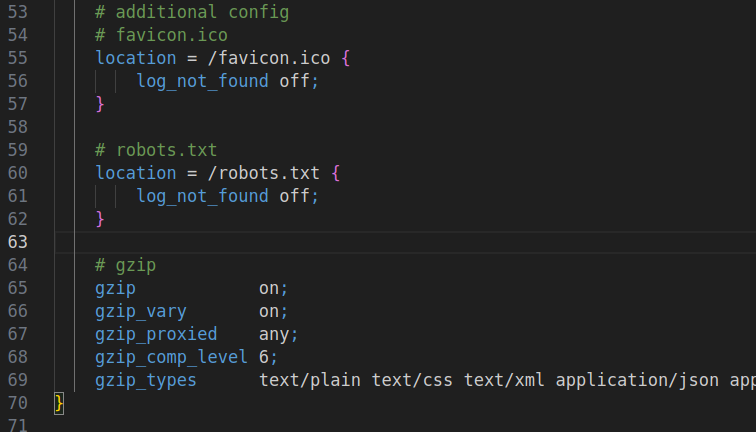 53 # additional config
54 # favicon.ico
55 location = /favicon.ico {
56 log_not_found off;
57 }
58
59 # robots.txt
60 location = /robots.txt {
61 log_not_found off;
62 }
63
64 # gzip
65 gzip on;
66 gzip_vary on;
67 gzip_proxied any;
68 gzip_comp_level 6;
69 gzip_types text/plain text/css text/xml application/json app
70 }
71